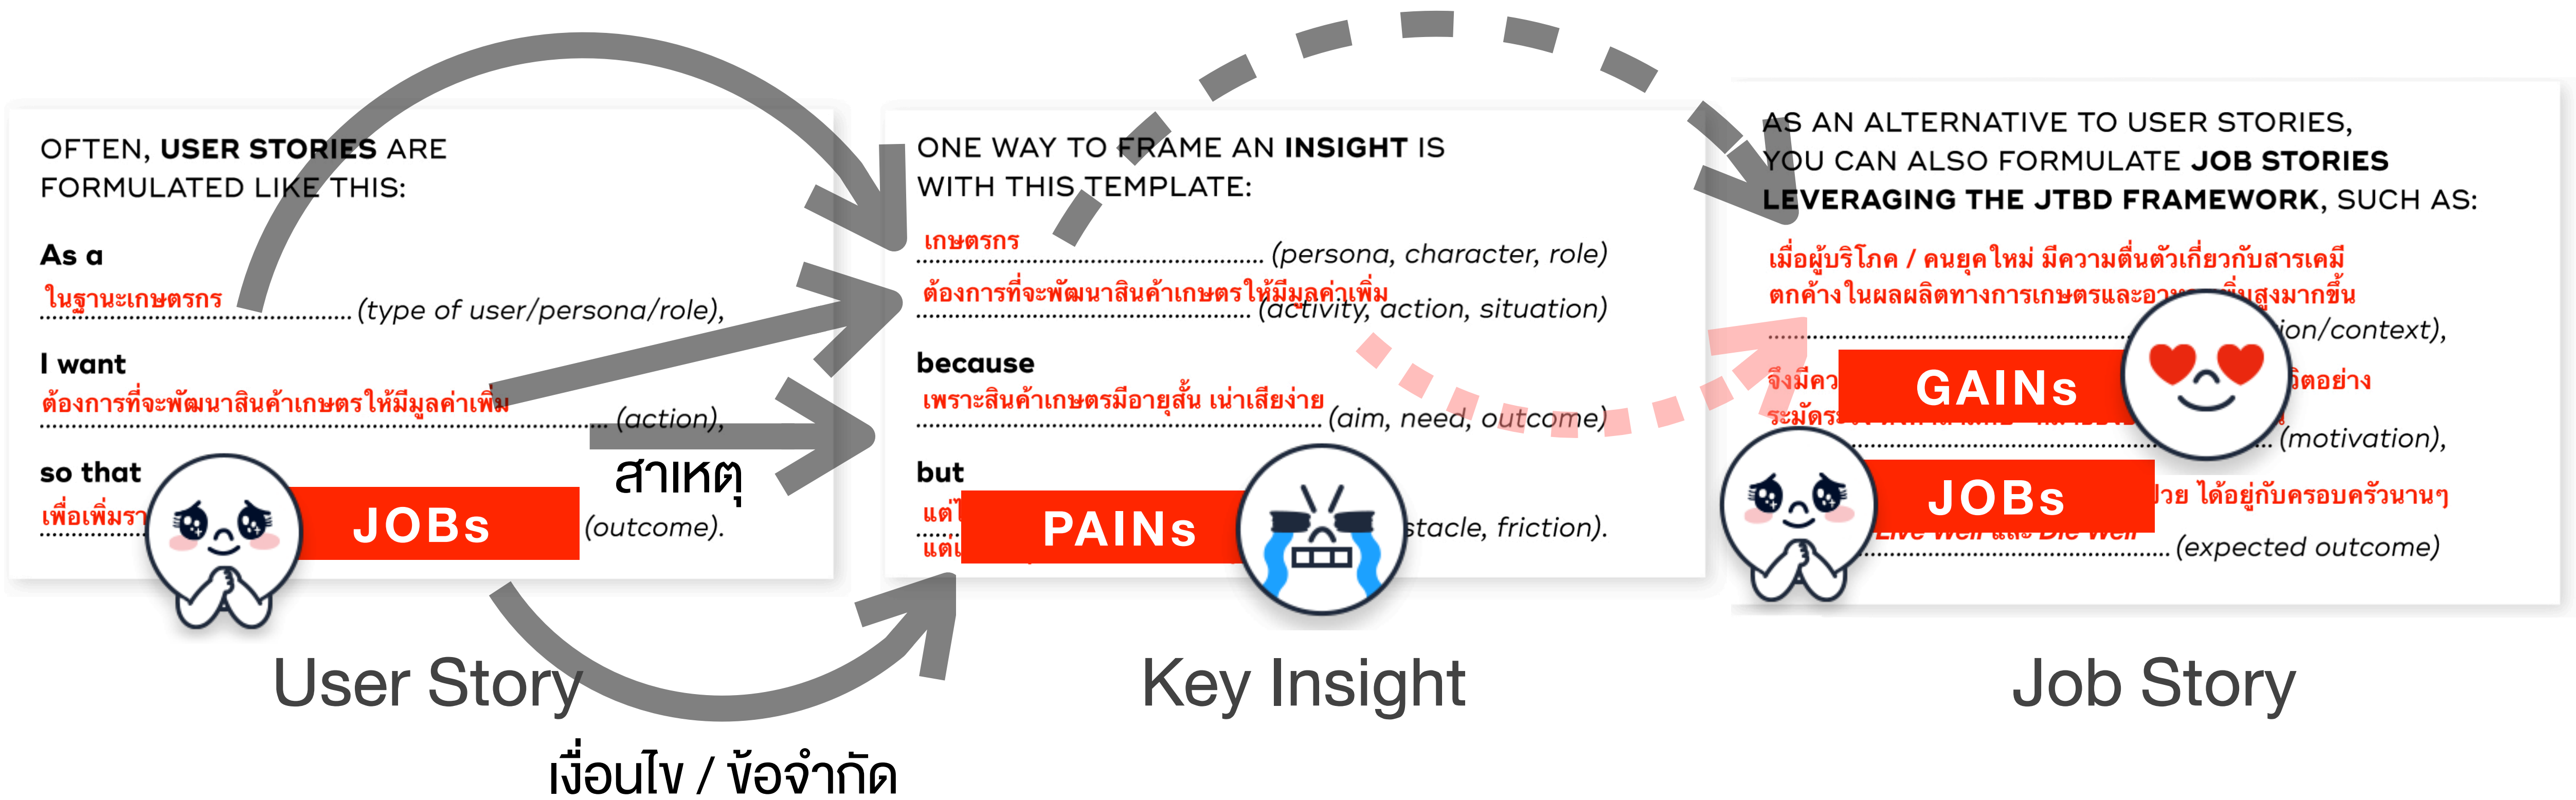 OFTEN, USER STORIES ARE
FORMULATED LIKE THIS:
As a
ในฐานะเกษตรกร
(type of user/persona/role),
I want
ต้องการที่จะพัฒนาสินค้าเกษตรให้มีมูลค่าเพิ่ม
(action),
so that
เพื่อเพิ่มรา
JOBs
(outcome).
สาเหตุ
User Story
เงื่อนไข / ข้อจำกัด
ONE WAY TO FRAME AN INSIGHT IS
WITH THIS TEMPLATE:
เกษตรกร
(persona, character, role)
ต้องการที่จะพัฒนาสินค้าเกษตรให้มีมูลค่าเพิ่ม
(activity, action, situation)
because
เพราะสินค้าเกษตรมีอายุสั้น เน่าเสียง่าย
(aim, need, outcome)
but
PAINs
stacle, friction).
Key Insight
AS AN ALTERNATIVE TO USER STORIES,
YOU CAN ALSO FORMULATE JOB STORIES
LEVERAGING THE JTBD FRAMEWORK, SUCH AS:
เมื่อผู้บริโภค / คนยุคใหม่ มีความตื่นตัวเกี่ยวกับสารเคมี
ตกค้างในผลผลิตทางการเกษตรและ
สูงมากขึ้น
ion/context),
GAINs
(motivation),
JOBs
ป่วย ได้อยู่กับครอบครัวนานๆ
Live Well และ Die Well
(expected outcome)
Job Story